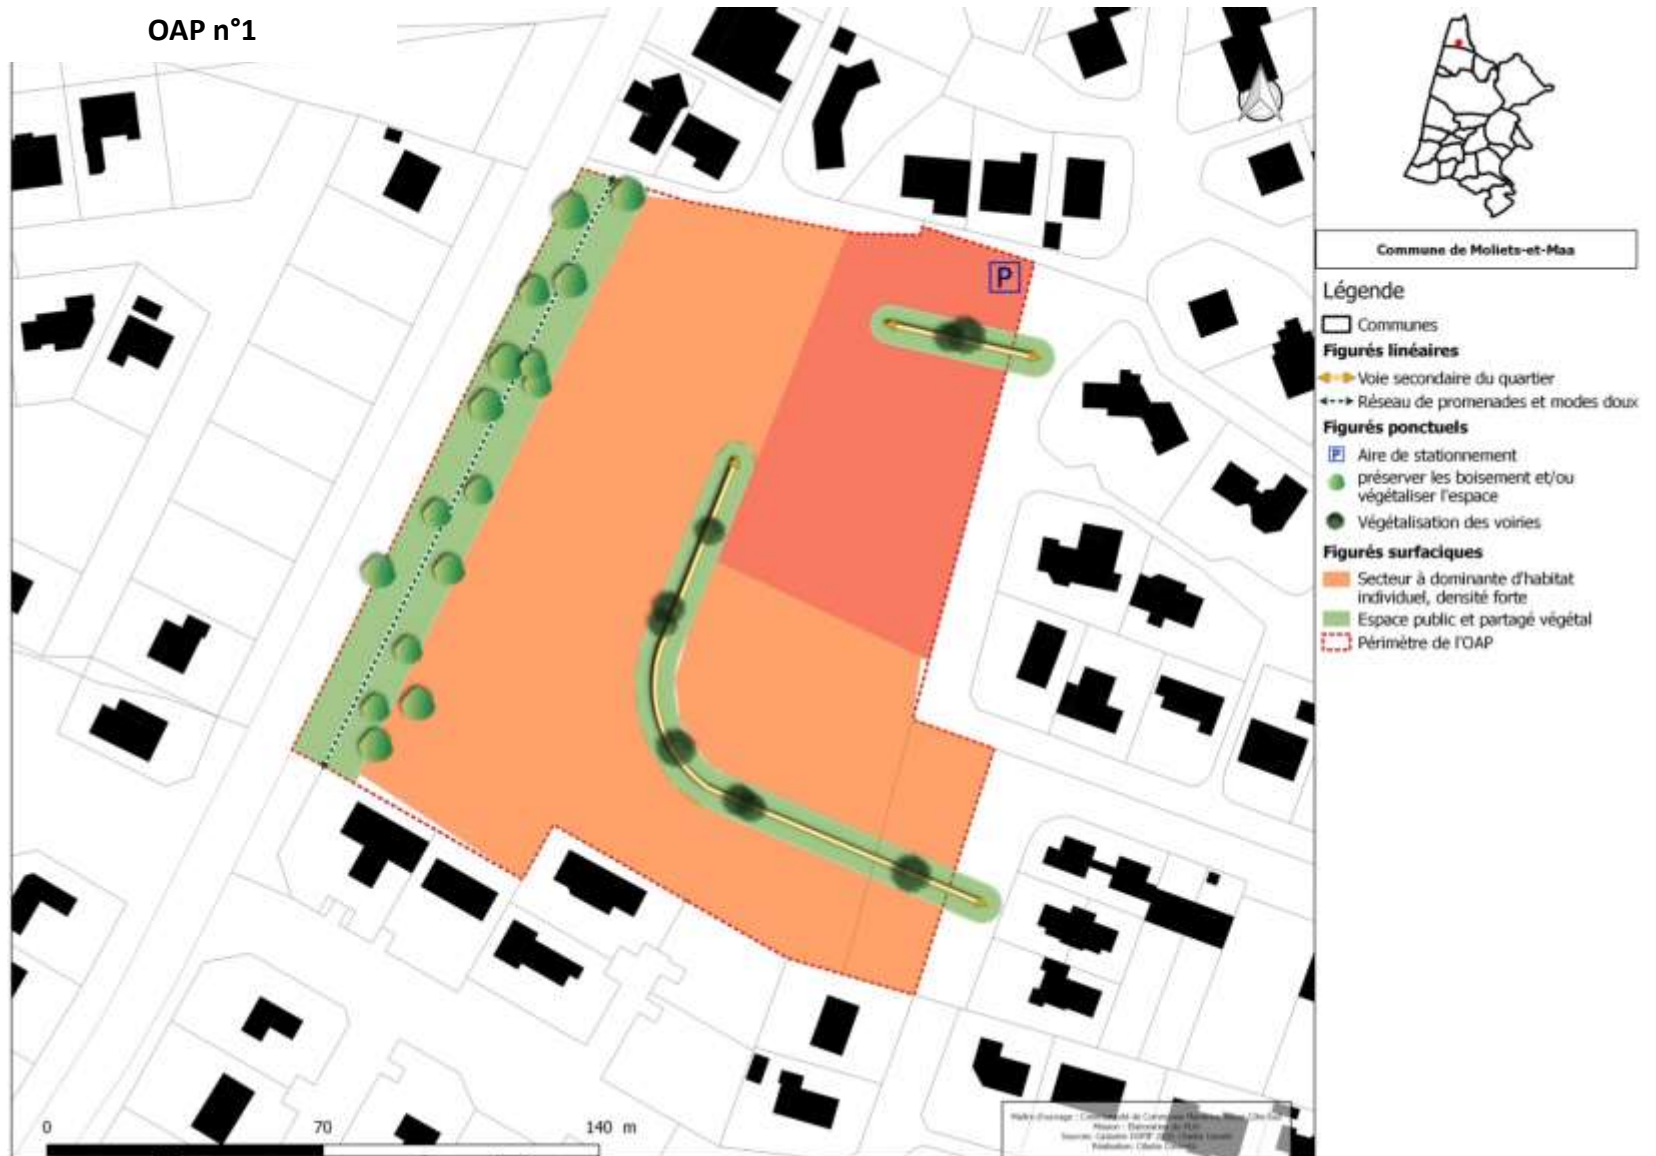 OAP n°1
P
Commune de Moliets-et-Maa
Légende
Communes
Figurés linéaires
Voie secondaire du quartier
Réseau de promenades et modes doux
Figurés ponctuels
P Aire de stationnement
préserver les boisement et/ou
végétaliser l'espace
Végétalisation des voiries
Figurés surfaciques
Secteur à dominante d'habitat
individuel, densité forte
Espace public et partagé végétal
Périmètre de l'OAP
0 70 140 m